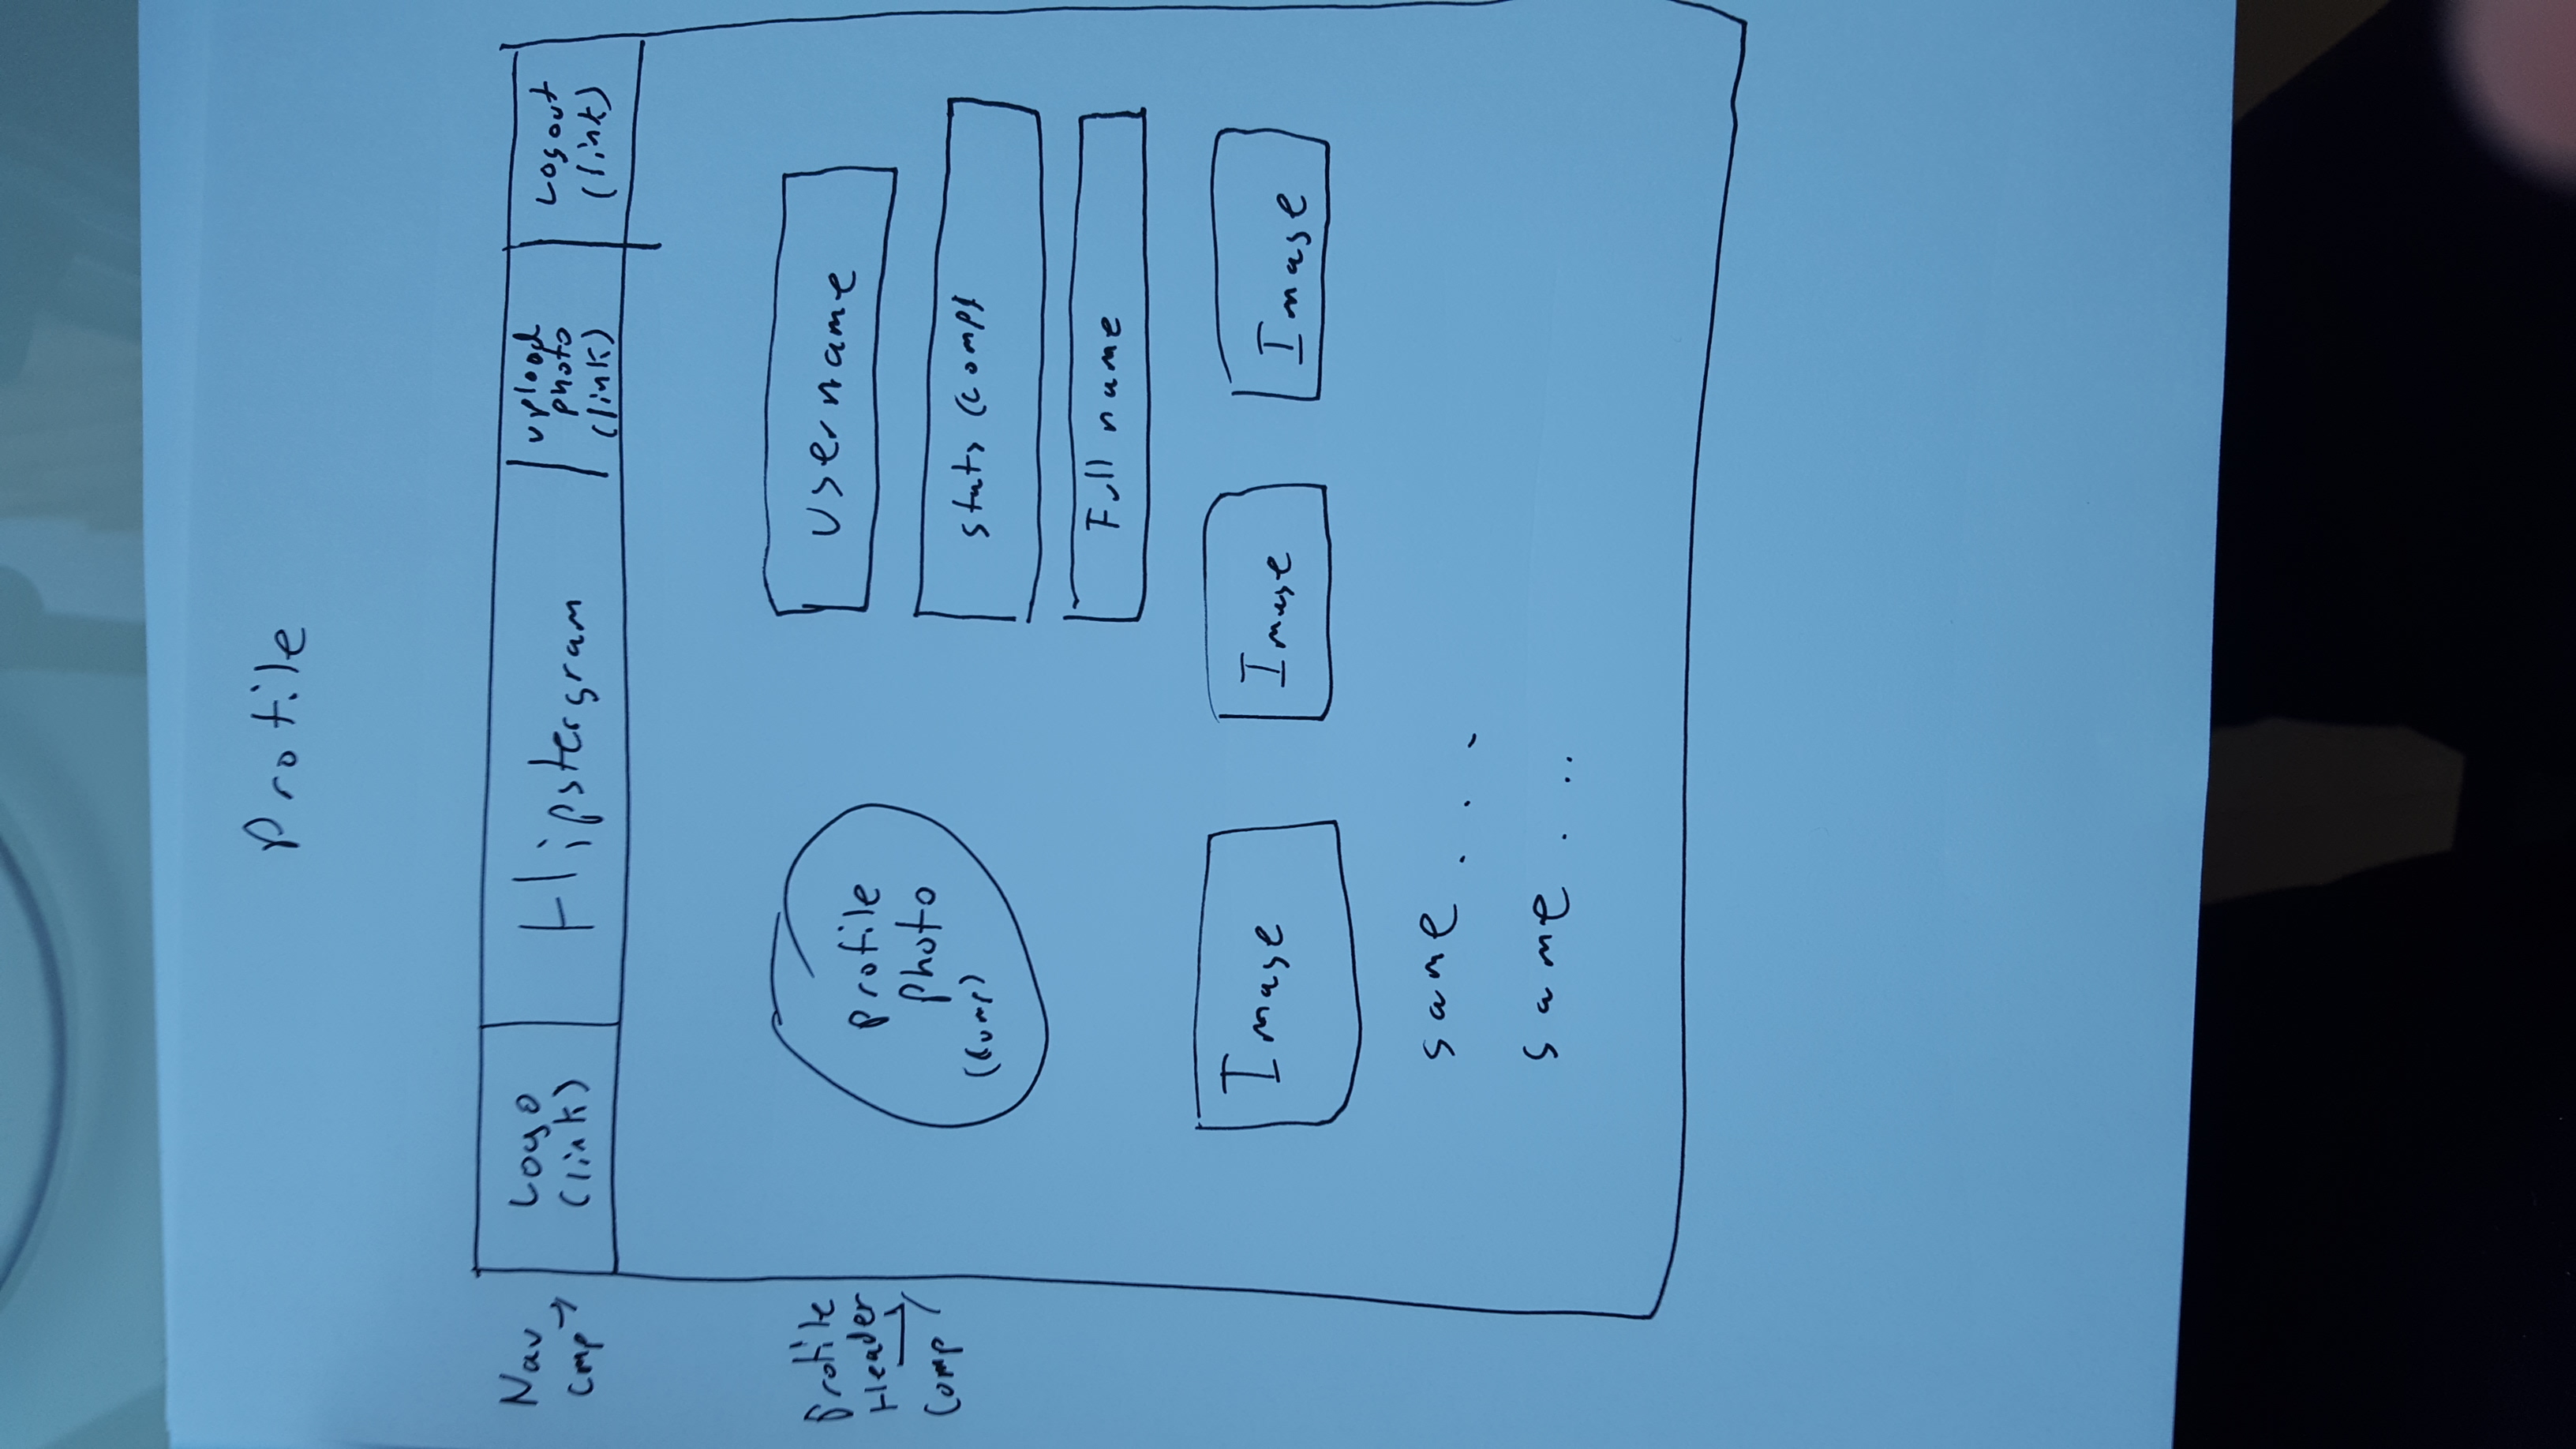 Profile
Nav
Cmp →
Logo
(link)
Hipstergram
upload
photo
(link)
Logout
(link)
Profile
Header
Comp
profile
photo
(comp)
Username
stats (comp)
Full name
Image
Image
Image
same . . .
same . . .